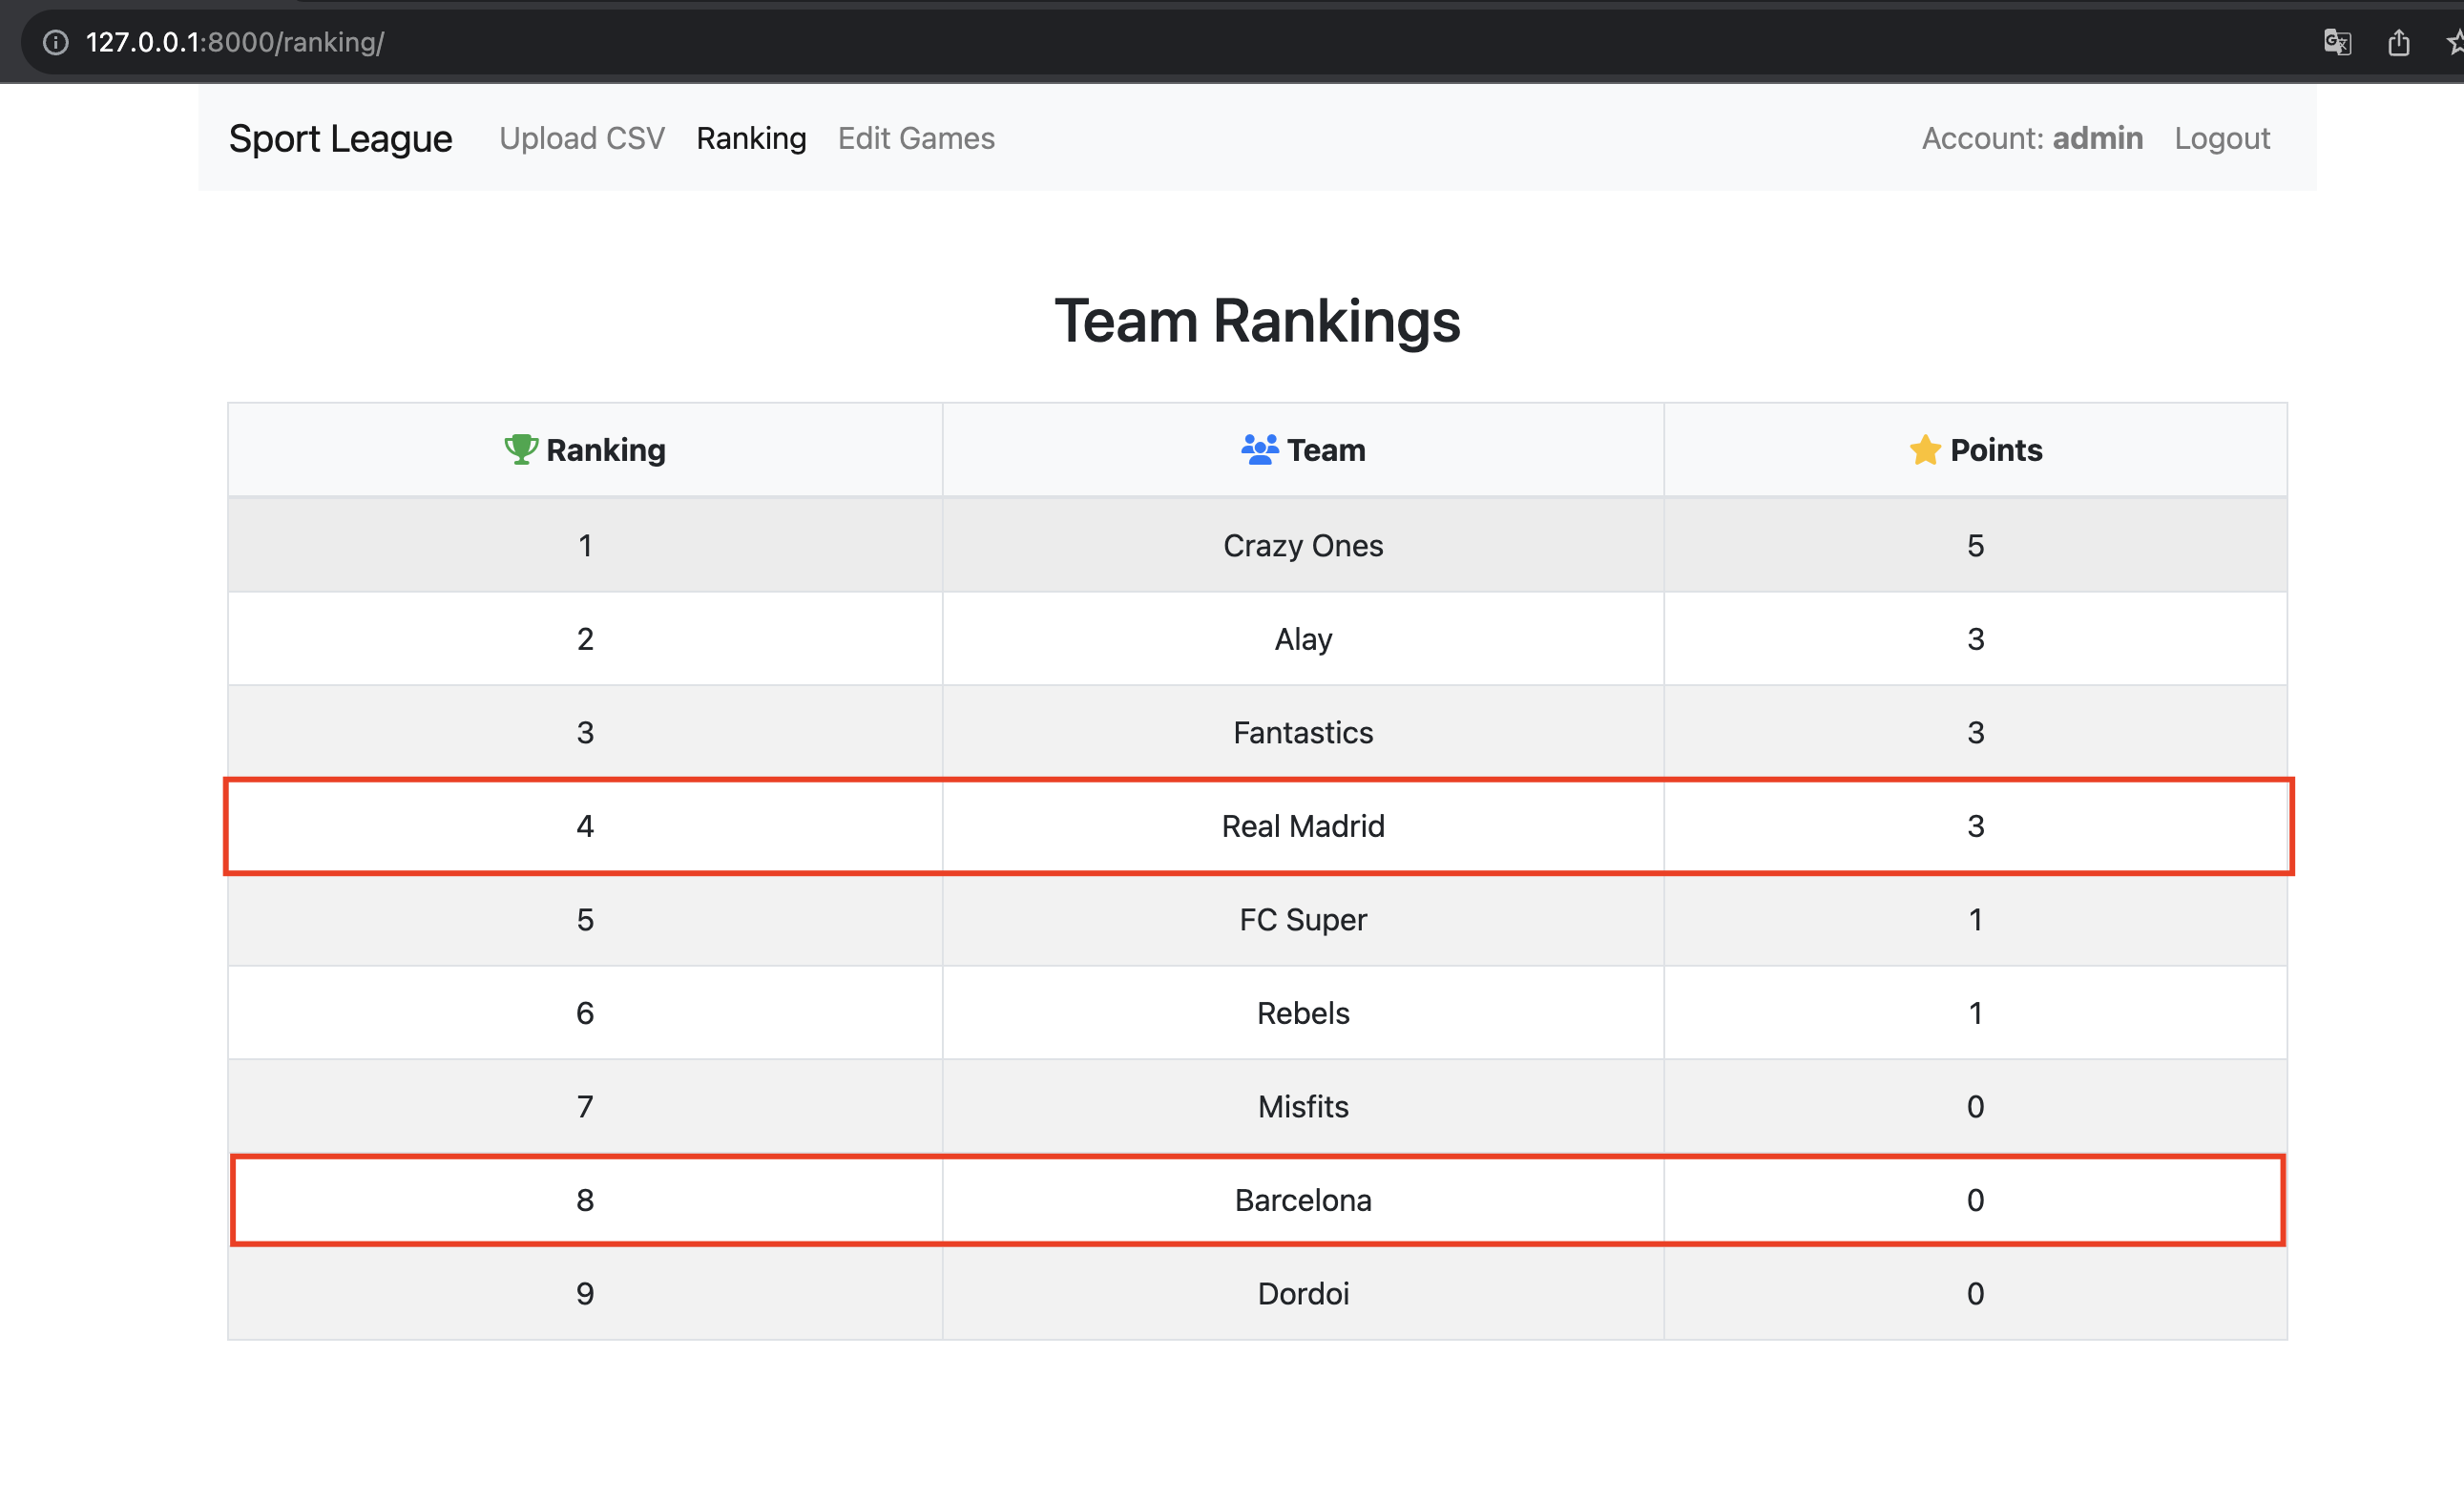 127.0.0.1:8000/ranking/
Sport League Upload CSV Ranking Edit Games Account: admin Logout
Team Rankings
Ranking Team Points
1 Crazy Ones 5
2 Alay 3
3 Fantastics 3
4 Real Madrid 3
5 FC Super 1
6 Rebels 1
7 Misfits 0
8 Barcelona 0
9 Dordoi 0